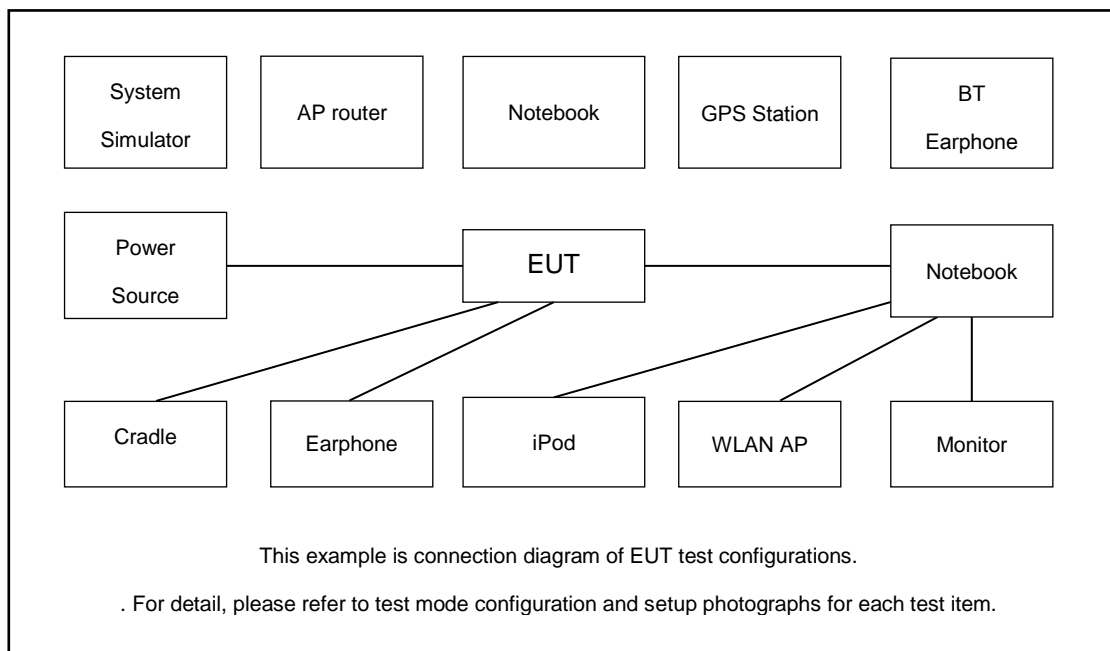 System
Simulator
AP router
Notebook
GPS Station
BT
Earphone
Power
Source
EUT
Notebook
Cradle
Earphone
iPod
WLAN AP
Monitor
This example is connection diagram of EUT test configurations.
. For detail, please refer to test mode configuration and setup photographs for each test item.